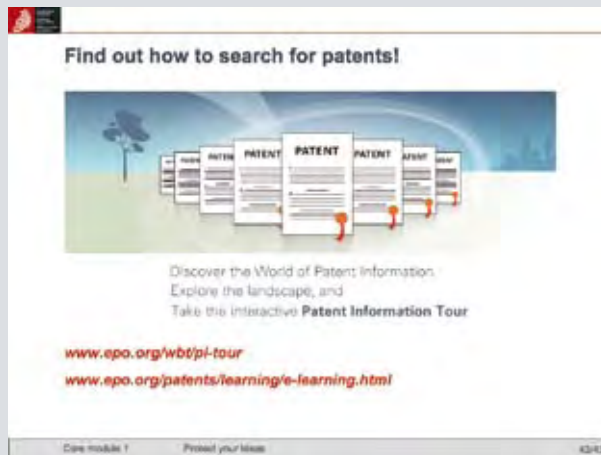 Find out how to search for patents!
PATENT PATENT PATENT
Discover the World of Patent Information
Explore the landscape, and
Take the interactive Patent Information Tour
www.epo.org/wbt/pi-tour
www.epo.org/patents/learning/e-learning.html
Core module 1 Protect your ideas